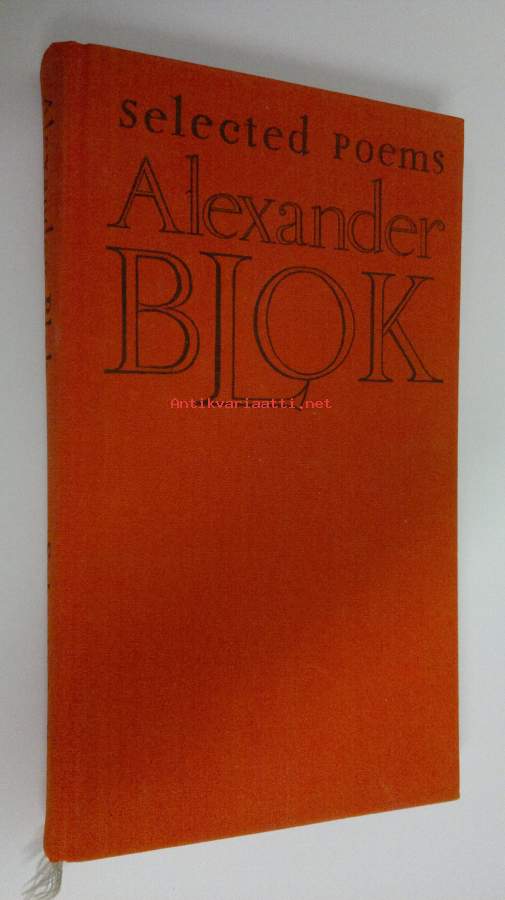 selected Poems
Alexander
BLOK
Antikvariaatti.net